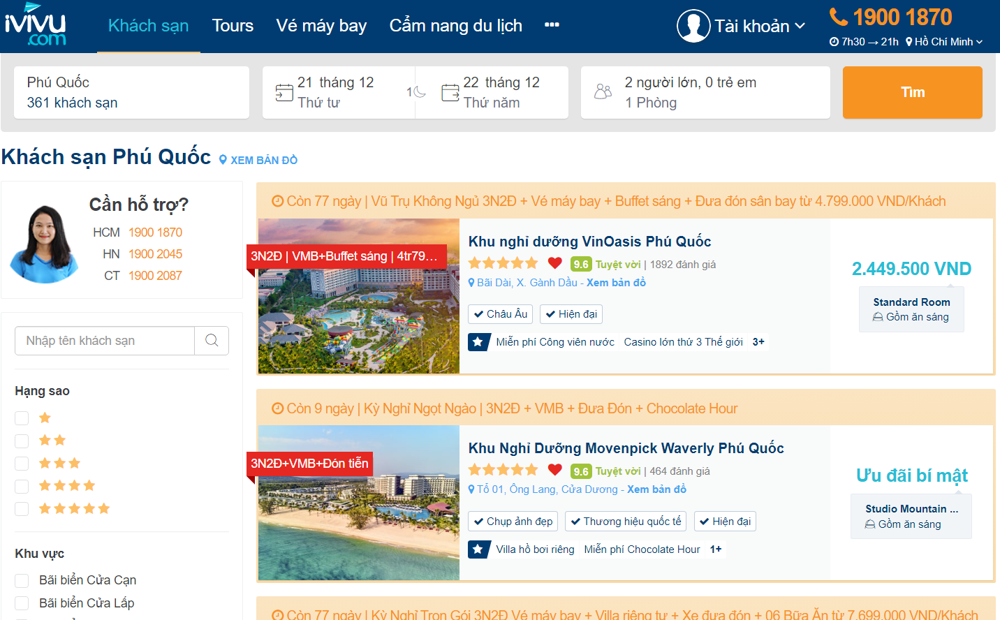 iVIVU
.com
Khách sạn
Tours
Vé máy bay
Cẩm nang du lịch
•••
Tài khoản
1900 1870
7h30 → 21h
Hồ Chí Minh
Phú Quốc
361 khách sạn
21 tháng 12
Thứ tư
1
22 tháng 12
Thứ năm
2 người lớn, 0 trẻ em
1 Phòng
Tìm
Khách sạn Phú Quốc
XEM BẢN ĐỒ
Cần hỗ trợ?
HCM 1900 1870
HN 1900 2045
CT 1900 2087
Nhập tên khách sạn
Hạng sao
Khu vực
Bãi biển Cửa Cạn
Bãi biển Cửa Lấp
Còn 77 ngày | Vũ Trụ Không Ngủ 3N2Đ + Vé máy bay + Buffet sáng + Đưa đón sân bay từ 4.799.000 VND/Khách
3N2Đ | VMB+Buffet sáng | 4tr79...
Khu nghỉ dưỡng VinOasis Phú Quốc
9.6 Tuyệt vời | 1892 đánh giá
Bãi Dài, X. Gành Dầu - Xem bản đồ
Châu Âu
Hiện đại
Miễn phí Công viên nước
Casino lớn thứ 3 Thế giới
3+
2.449.500 VND
Standard Room
Gồm ăn sáng
Còn 9 ngày | Kỳ Nghỉ Ngọt Ngào | 3N2Đ + VMB + Đưa Đón + Chocolate Hour
3N2Đ+VMB+Đón tiễn
Khu Nghỉ Dưỡng Movenpick Waverly Phú Quốc
9.6 Tuyệt vời | 464 đánh giá
Tổ 01, Ông Lang, Cửa Dương - Xem bản đồ
Chụp ảnh đẹp
Thương hiệu quốc tế
Hiện đại
Villa hồ bơi riêng
Miễn phí Chocolate Hour
1+
Ưu đãi bí mật
Studio Mountain ...
Gồm ăn sáng
Còn 77 ngày | Kỳ Nghỉ Trọn Gói 3N2Đ Vé máy bay + Villa riêng tư + Xe đưa đón + 06 Bữa Ăn từ 7.699.000 VND/Khách